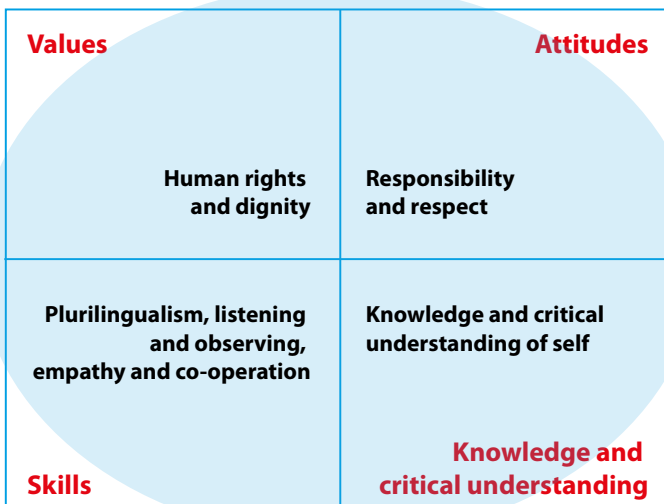 Values
Attitudes
Human rights
and dignity
Responsibility
and respect
Plurilingualism, listening
and observing,
empathy and co-operation
Knowledge and critical
understanding of self
Skills
Knowledge and
critical understanding